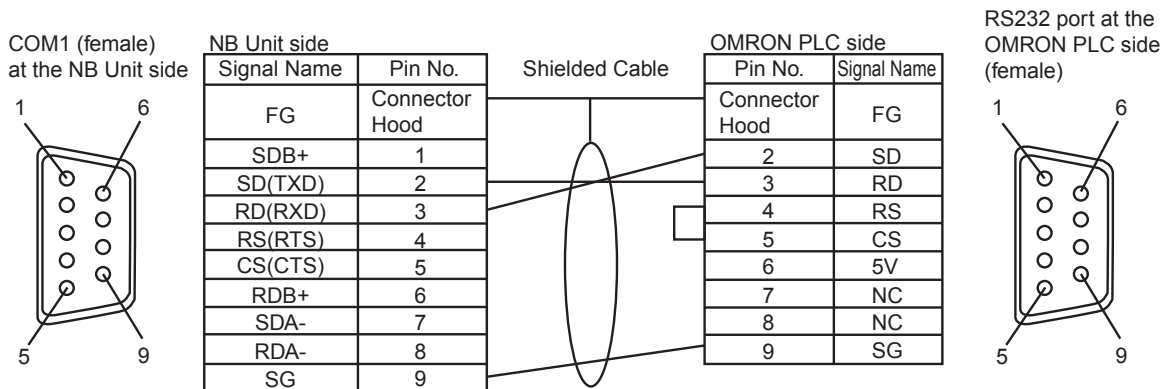 COM1 (female)
at the NB Unit side
1
6
5
9
NB Unit side
Signal Name Pin No.
FG Connector Hood
SDB+ 1
SD(TXD) 2
RD(RXD) 3
RS(RTS) 4
CS(CTS) 5
RDB+ 6
SDA- 7
RDA- 8
SG 9
Shielded Cable
OMRON PLC side
Pin No. Signal Name
Connector Hood FG
2 SD
3 RD
4 RS
5 CS
6 5V
7 NC
8 NC
9 SG
RS232 port at the
OMRON PLC side
(female)
1
6
5
9